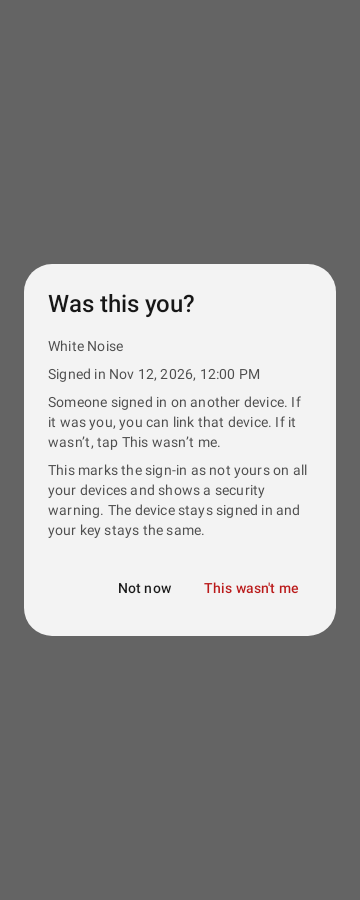 Was this you?
White Noise
Signed in Nov 12, 2026, 12:00 PM
Someone signed in on another device. If
it was you, you can link that device. If it
wasn’t, tap This wasn’t me.
This marks the sign-in as not yours on all
your devices and shows a security
warning. The device stays signed in and
your key stays the same.
Not now
This wasn't me